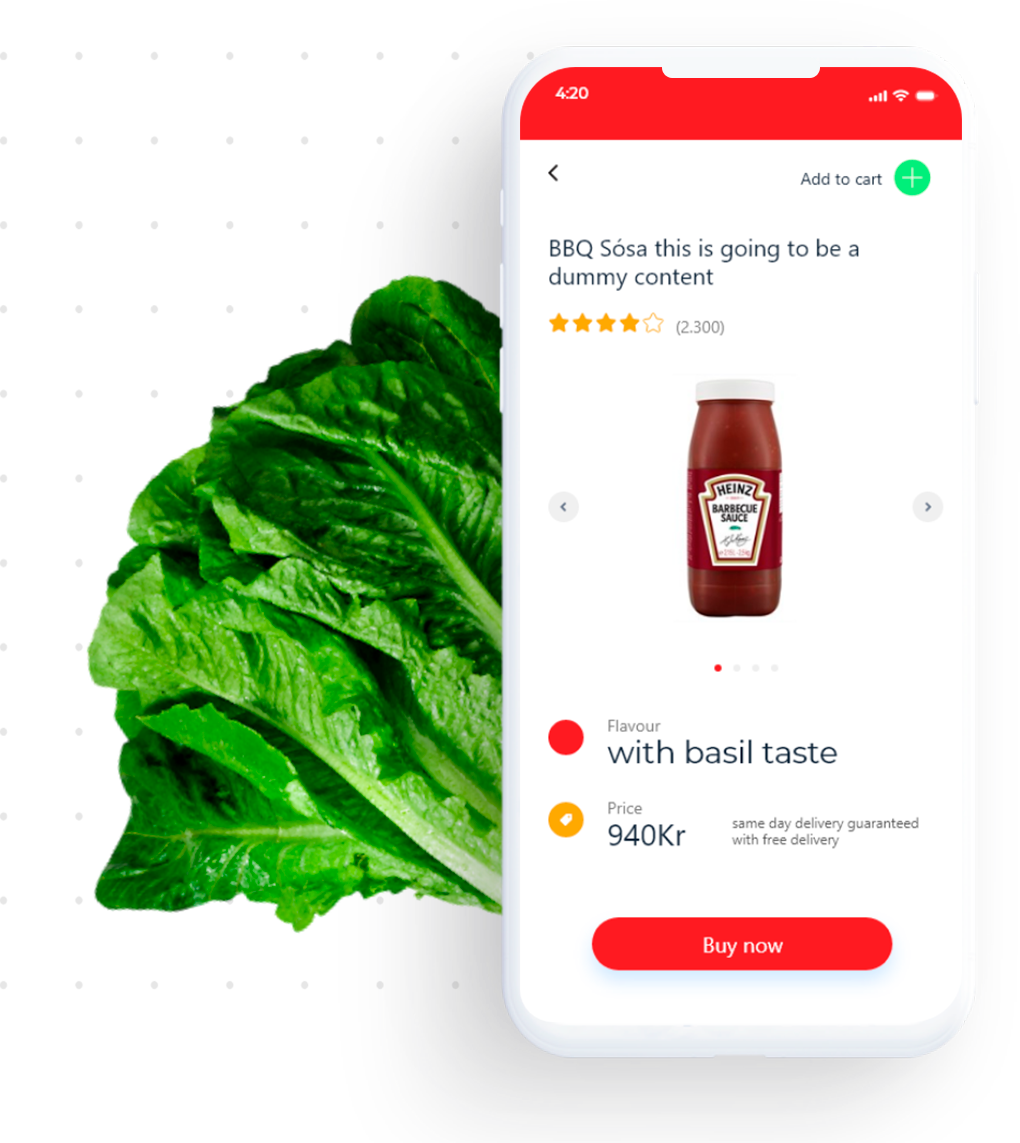 4:20
Add to cart
BBQ Sósa this is going to be a
dummy content
(2.300)
HEINZ
BARBECUE
SAUCE
Flavour
with basil taste
Price
940Kr
same day delivery guaranteed
with free delivery
Buy now